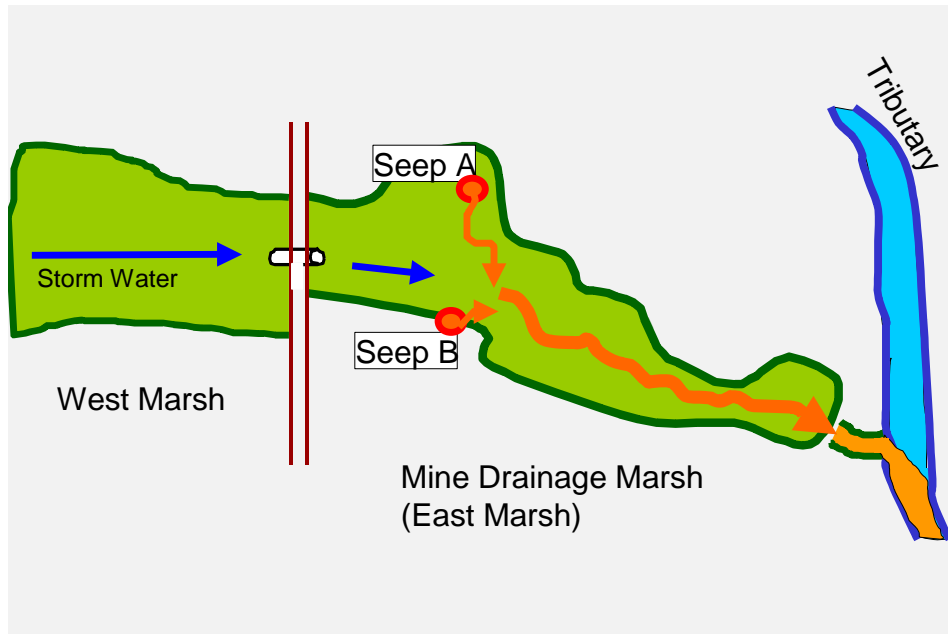 Tributary
Seep A
Storm Water
Seep B
West Marsh
Mine Drainage Marsh
(East Marsh)